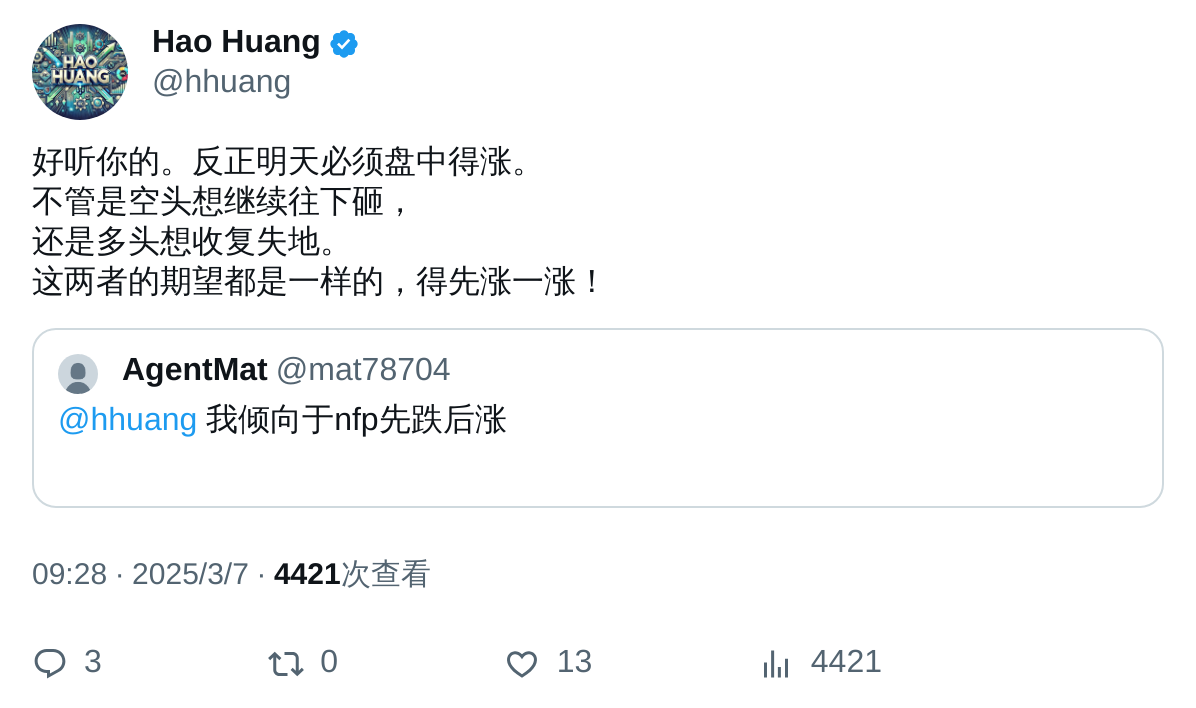 HAO
HUANG
Hao Huang
@hhuang
好听你的。反正明天必须盘中得涨。
不管是空头想继续往下砸，
还是多头想收复失地。
这两者的期望都是一样的，得先涨一涨！
AgentMat @mat78704
@hhuang 我倾向于nfp先跌后涨
09:28 · 2025/3/7 · 4421次查看
3 0 13 4421